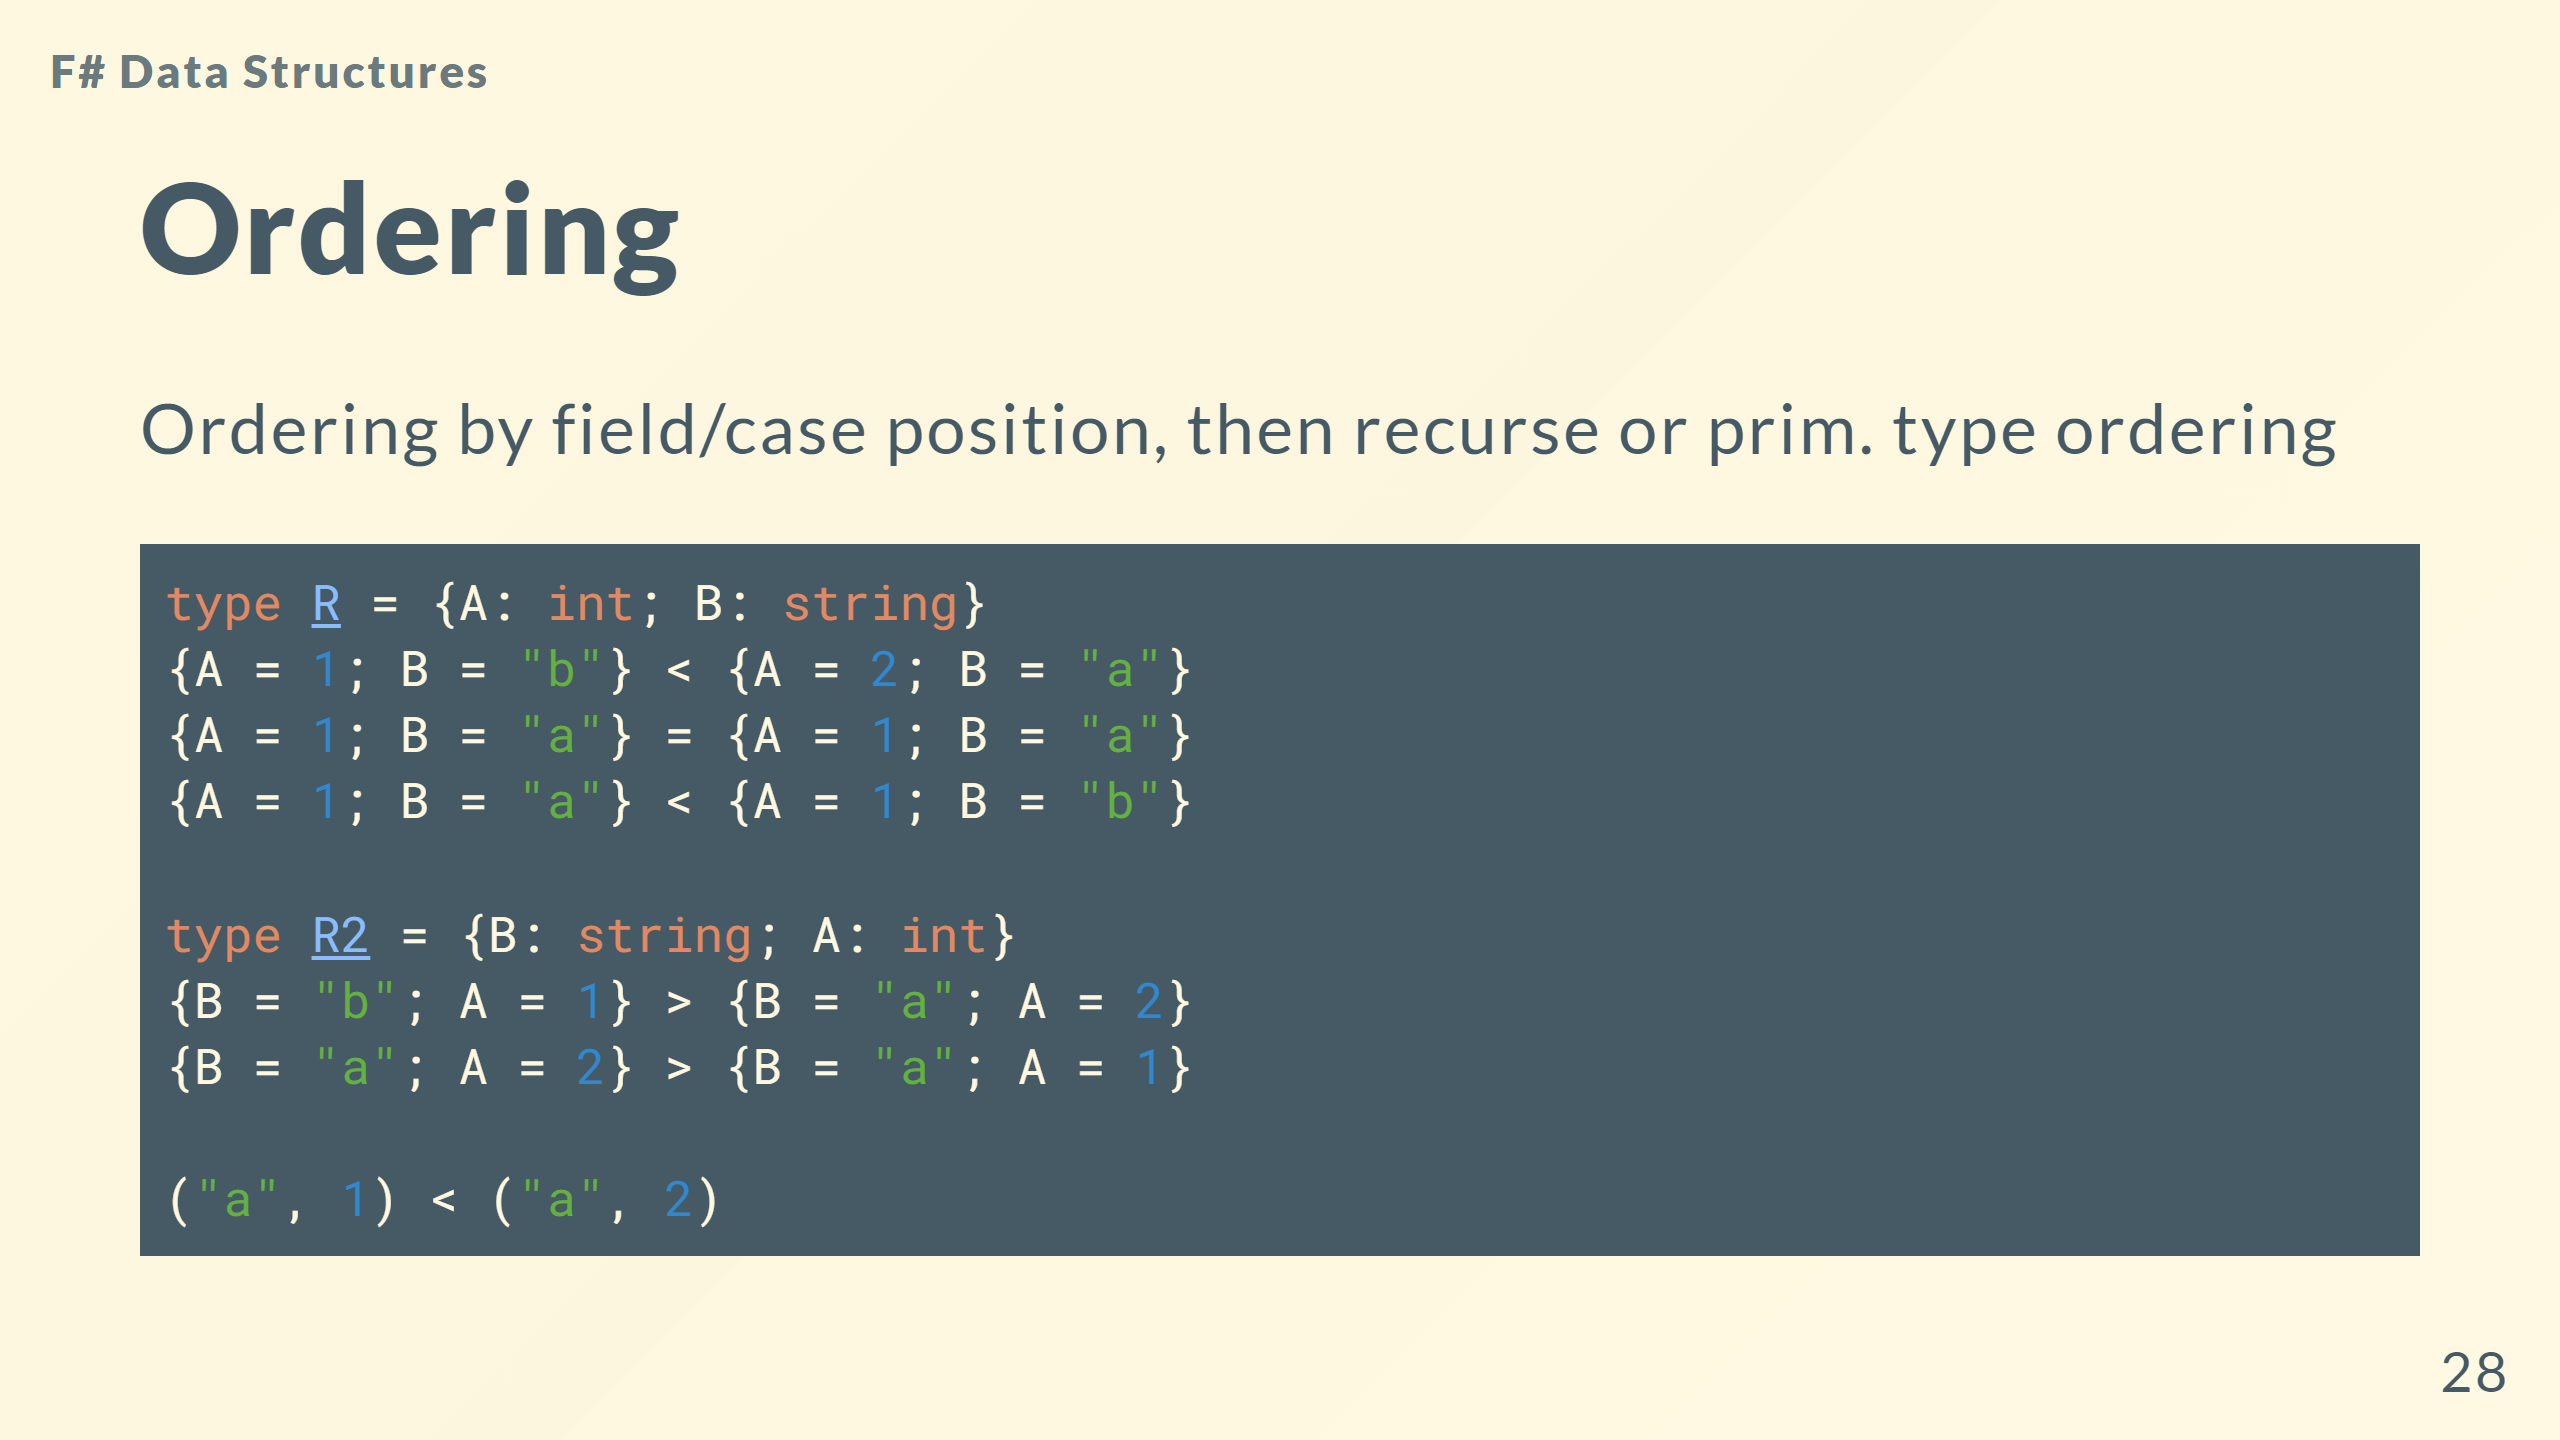 F# Data Structures
Ordering
Ordering by field/case position, then recurse or prim. type ordering
type R = {A: int; B: string}
{A = 1; B = "b"} < {A = 2; B = "a"}
{A = 1; B = "a"} = {A = 1; B = "a"}
{A = 1; B = "a"} < {A = 1; B = "b"}
type R2 = {B: string; A: int}
{B = "b"; A = 1} > {B = "a"; A = 2}
{B = "a"; A = 2} > {B = "a"; A = 1}
("a", 1) < ("a", 2)
28